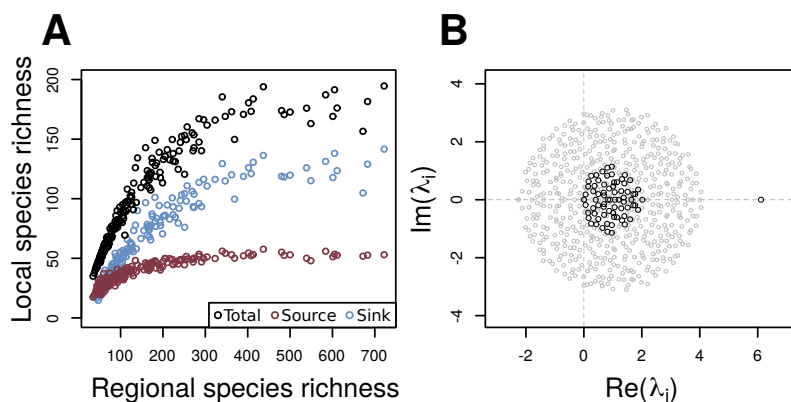 A
B
Local species richness
200
150
100
50
0
Total
Source
Sink
100 200 300 400 500 600 700
Regional species richness
Im(λi)
4
2
0
-2
-4
-2 0 2 4 6
Re(λi)